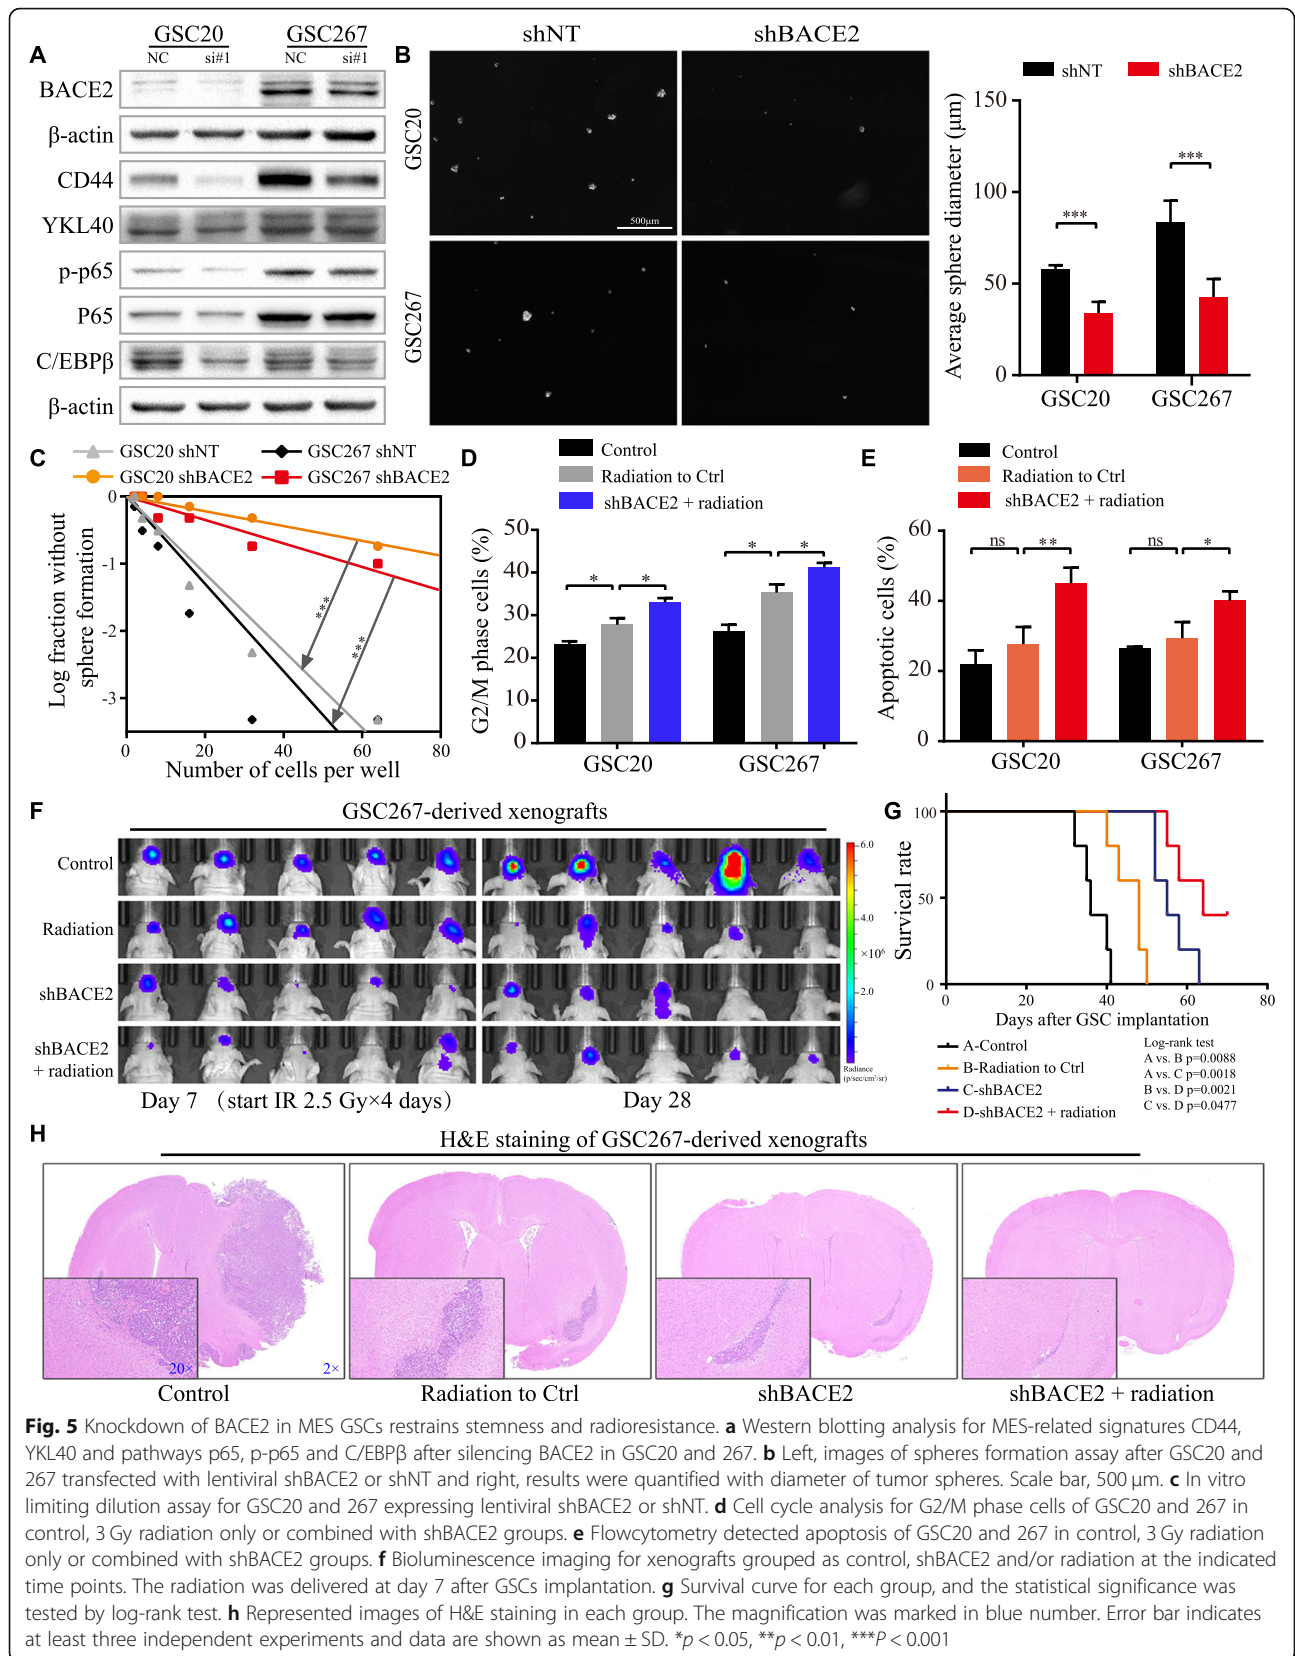 A
GSC20 GSC267
NC si#1 NC si#1
BACE2
β-actin
CD44
YKL40
p-p65
P65
C/EBPβ
β-actin
B
shNT shBACE2
GSC20
500μm
GSC267
shNT shBACE2
Average sphere diameter (μm)
150
100
50
0
***
***
GSC20 GSC267
C
GSC20 shNT GSC267 shNT
GSC20 shBACE2 GSC267 shBACE2
Log fraction without
sphere formation
0
-1
-2
-3
***
***
0 20 40 60 80
Number of cells per well
D
Control
Radiation to Ctrl
shBACE2 + radiation
G2/M phase cells (%)
50
40
30
20
10
0
* *
* *
GSC20 GSC267
E
Control
Radiation to Ctrl
shBACE2 + radiation
Apoptotic cells (%)
60
40
20
0
ns **
ns *
GSC20 GSC267
F
GSC267-derived xenografts
Control
Radiation
shBACE2
shBACE2
+ radiation
6.0
4.0
×10⁶
2.0
Radiance
(p/sec/cm²/sr)
Day 7 (start IR 2.5 Gy×4 days) Day 28
G
Survical rate
100
50
0
0 20 40 60 80
Days after GSC implantation
A-Control
B-Radiation to Ctrl
C-shBACE2
D-shBACE2 + radiation
Log-rank test
A vs. B p=0.0088
A vs. C p=0.0018
B vs. D p=0.0021
C vs. D p=0.0477
H
H&E staining of GSC267-derived xenografts
20× 2×
Control Radiation to Ctrl shBACE2 shBACE2 + radiation
Fig. 5 Knockdown of BACE2 in MES GSCs restrains stemness and radioresistance. a Western blotting analysis for MES-related signatures CD44,
YKL40 and pathways p65, p-p65 and C/EBPβ after silencing BACE2 in GSC20 and 267. b Left, images of spheres formation assay after GSC20 and
267 transfected with lentiviral shBACE2 or shNT and right, results were quantified with diameter of tumor spheres. Scale bar, 500 μm. c In vitro
limiting dilution assay for GSC20 and 267 expressing lentiviral shBACE2 or shNT. d Cell cycle analysis for G2/M phase cells of GSC20 and 267 in
control, 3 Gy radiation only or combined with shBACE2 groups. e Flowcytometry detected apoptosis of GSC20 and 267 in control, 3 Gy radiation
only or combined with shBACE2 groups. f Bioluminescence imaging for xenografts grouped as control, shBACE2 and/or radiation at the indicated
time points. The radiation was delivered at day 7 after GSCs implantation. g Survival curve for each group, and the statistical significance was
tested by log-rank test. h Represented images of H&E staining in each group. The magnification was marked in blue number. Error bar indicates
at least three independent experiments and data are shown as mean ± SD. *p < 0.05, **p < 0.01, ***P < 0.001